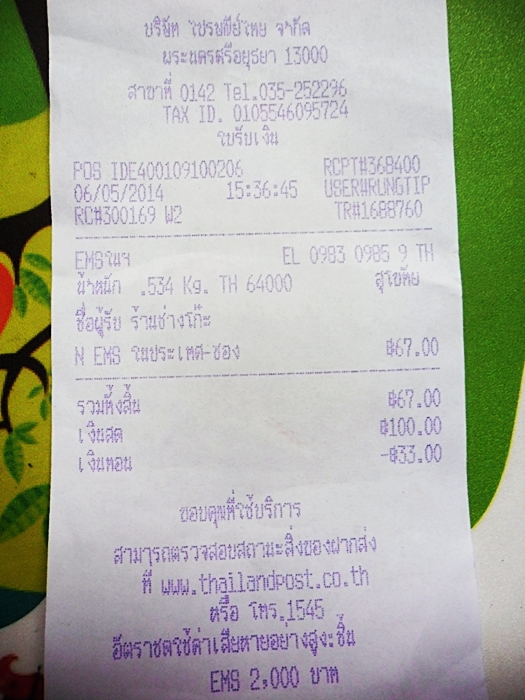 บริษัท ไปรษณีย์ไทย จำกัด
พระนครศรีอยุธยา 13000
สาขาที่ 0142 Tel.035-252296
TAX ID. 0105546095724
ใบรับเงิน
POS IDE400109100206 RCPT#368400
06/05/2014 15:36:45 USER#RUNGTIP
RC#300169 W2 TR#1688760
EMSในฯ EL 0983 0985 9 TH
น้ำหนัก .534 Kg. TH 64000 สุโขทัย
ชื่อผู้รับ ร้านช่างโก๊ะ
N EMS ในประเทศ-ซอง ฿67.00
รวมทั้งสิ้น ฿67.00
เงินสด ฿100.00
เงินทอน -฿33.00
ขอบคุณที่ใช้บริการ
สามารถตรวจสอบสถานะสิ่งของฝากส่ง
ที่ www.thailandpost.co.th
หรือ โทร.1545
อัตราชดใช้ค่าเสียหายอย่างสูงะชิ้น
EMS 2,000 บาท